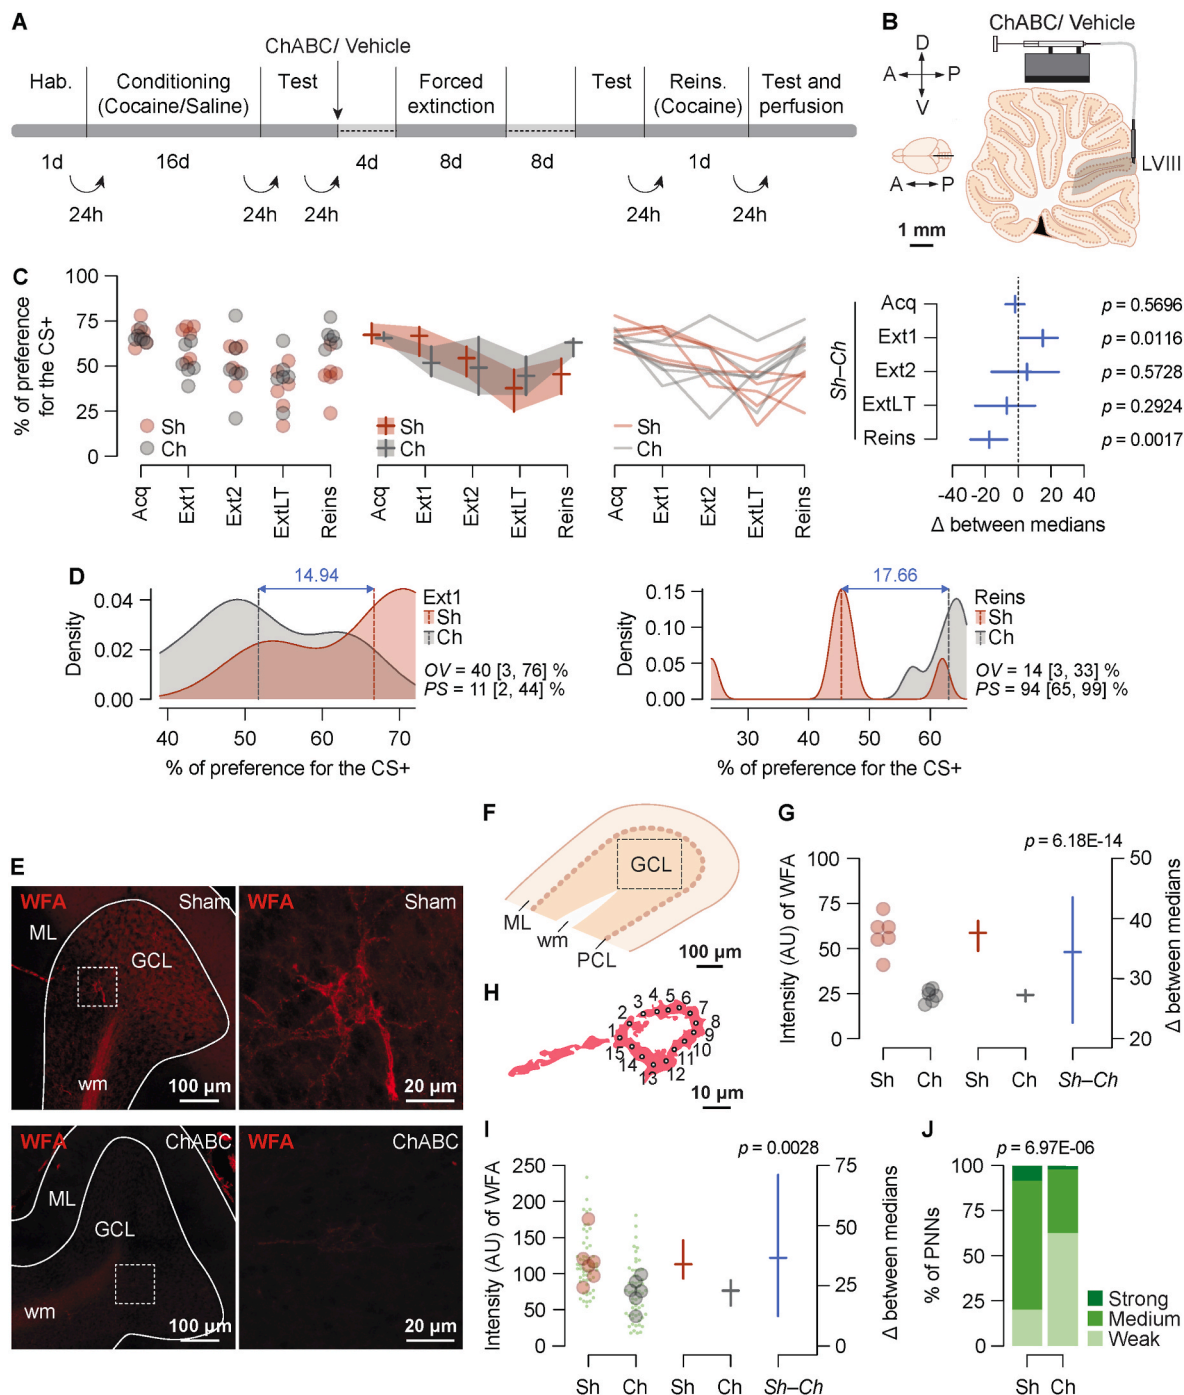 A
ChABC/ Vehicle
Hab.
Conditioning
(Cocaine/Saline)
Test
Forced
extinction
Test
Reins.
(Cocaine)
Test and
perfusion
1d
16d
4d
8d
8d
1d
24h
24h
24h
24h
24h
B
ChABC/ Vehicle
D
A
P
V
A
P
LVIII
1 mm
C
% of preference
for the CS+
100
75
50
25
0
Sh
Ch
Acq
Ext1
Ext2
ExtLT
Reins
Sh
Ch
Acq
Ext1
Ext2
ExtLT
Reins
Sh
Ch
Acq
Ext1
Ext2
ExtLT
Reins
Sh–Ch
Acq
Ext1
Ext2
ExtLT
Reins
p = 0.5696
p = 0.0116
p = 0.5728
p = 0.2924
p = 0.0017
-40 -20 0 20 40
Δ between medians
D
14.94
Density
0.04
0.02
0.00
Ext1
Sh
Ch
OV = 40 [3, 76] %
PS = 11 [2, 44] %
40 50 60 70
% of preference for the CS+
17.66
Density
0.15
0.10
0.05
0.00
Reins
Sh
Ch
OV = 14 [3, 33] %
PS = 94 [65, 99] %
30 40 50 60
% of preference for the CS+
E
WFA
Sham
ML
GCL
wm
100 µm
WFA
Sham
20 µm
WFA
ChABC
ML
GCL
wm
100 µm
WFA
ChABC
20 µm
F
GCL
ML
wm
PCL
100 µm
G
p = 6.18E-14
Intensity (AU) of WFA
100
75
50
25
0
50
40
30
20
Δ between medians
Sh Ch Sh Ch Sh–Ch
H
1
2
3
4
5
6
7
8
9
10
11
12
13
14
15
10 µm
I
p = 0.0028
Intensity (AU) of WFA
250
200
150
100
50
0
75
50
25
0
Δ between medians
Sh Ch Sh Ch Sh–Ch
J
p = 6.97E-06
% of PNNs
100
75
50
25
0
Strong
Medium
Weak
Sh Ch